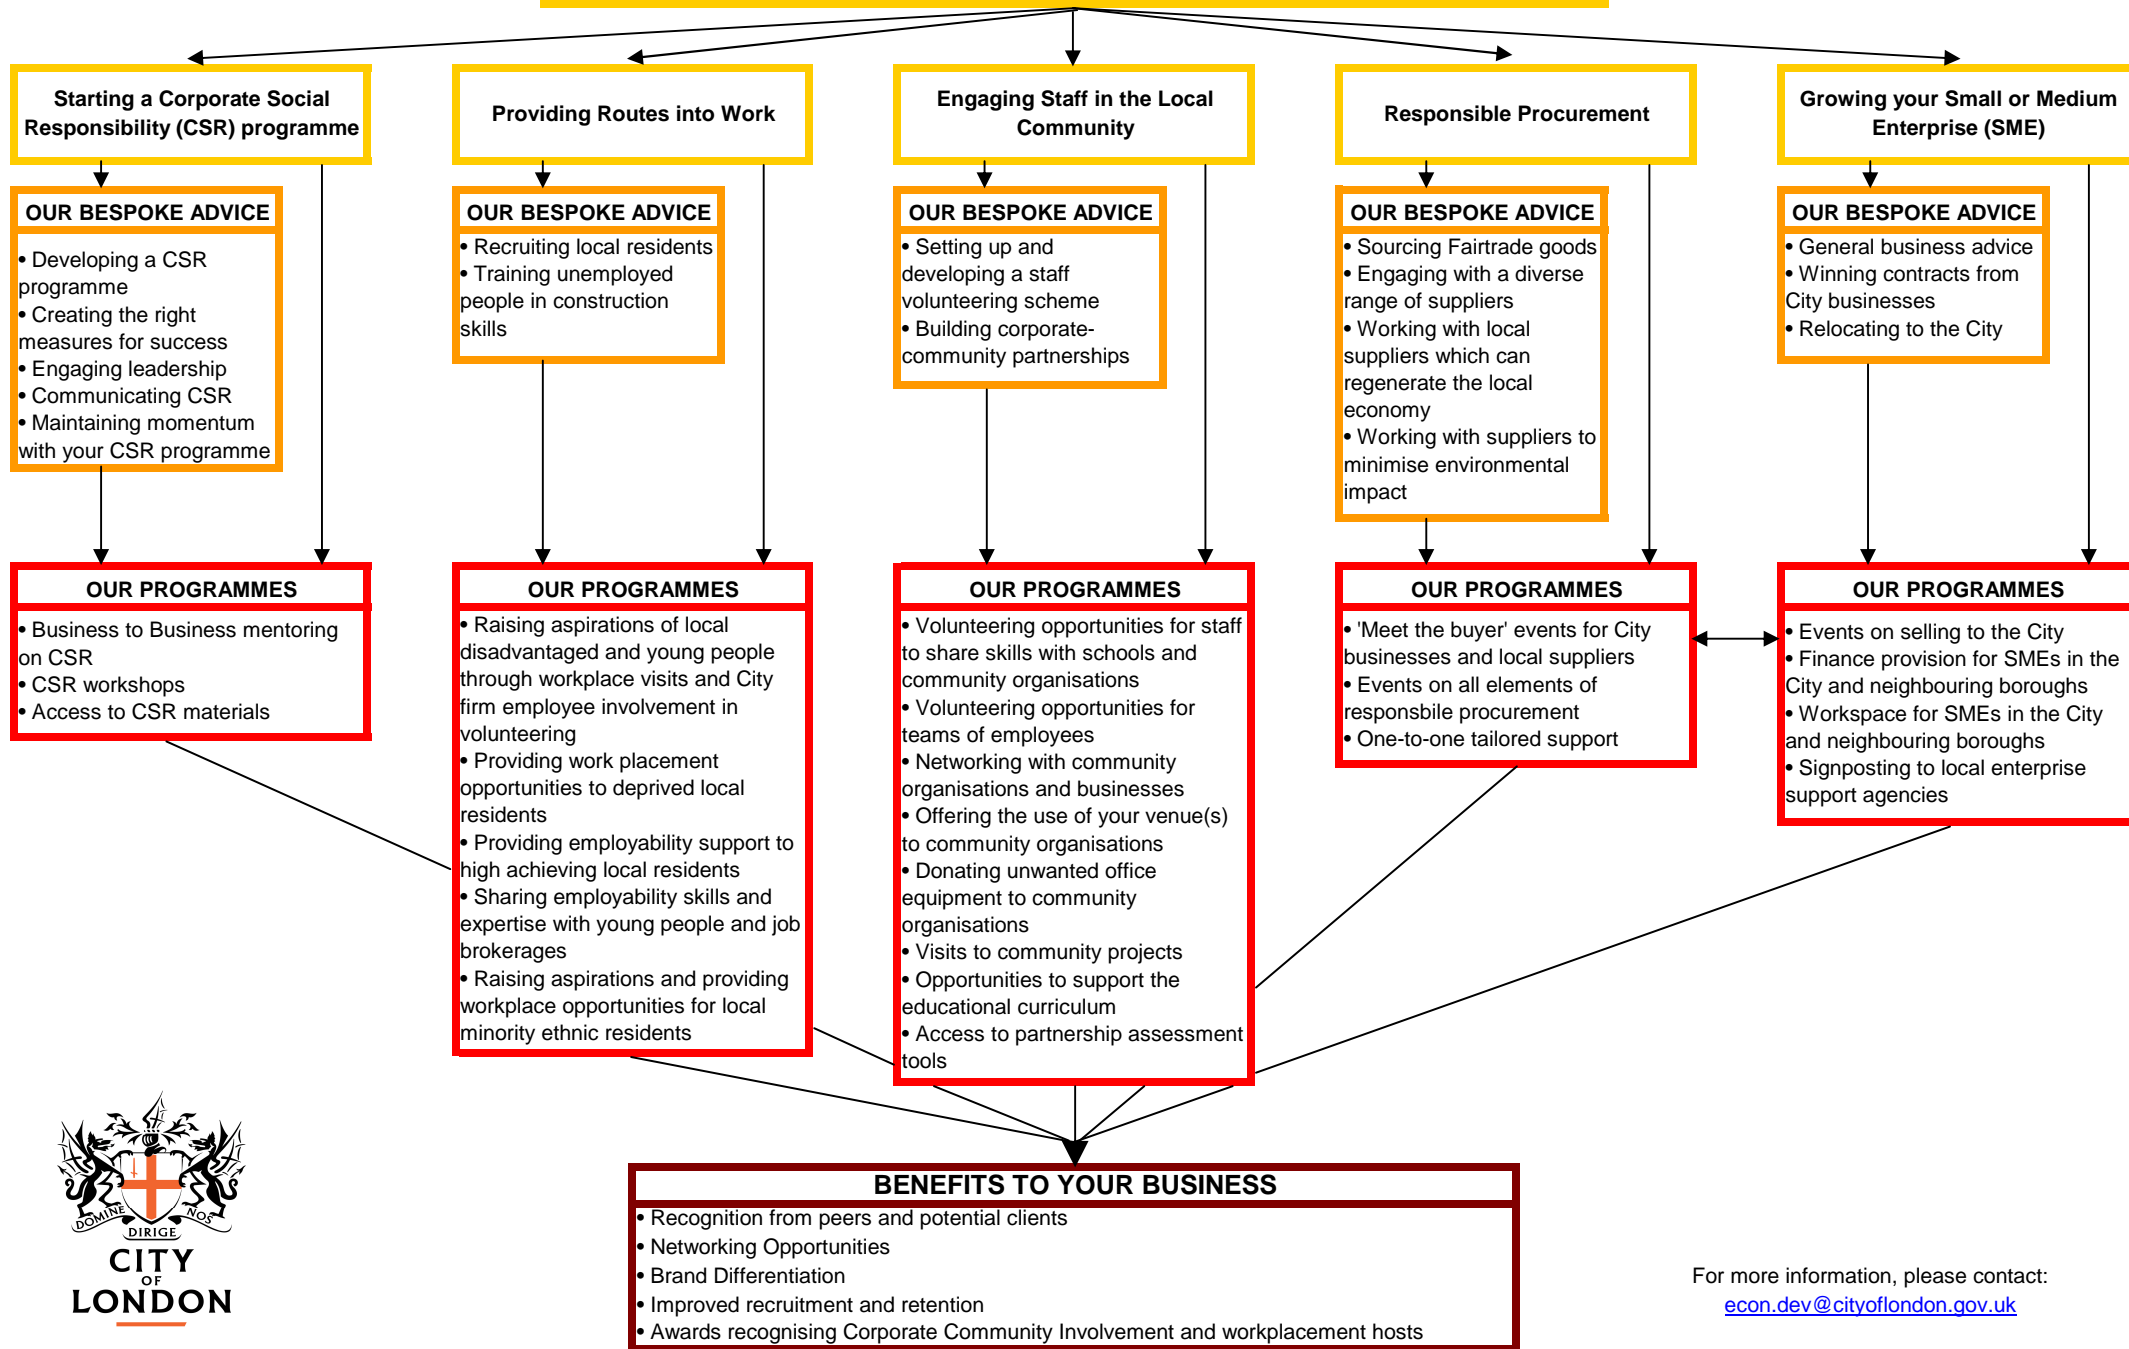 Starting a Corporate Social
Responsibility (CSR) programme
Providing Routes into Work
Engaging Staff in the Local
Community
Responsible Procurement
Growing your Small or Medium
Enterprise (SME)
OUR BESPOKE ADVICE
• Developing a CSR
programme
• Creating the right
measures for success
• Engaging leadership
• Communicating CSR
• Maintaining momentum
with your CSR programme
OUR BESPOKE ADVICE
• Recruiting local residents
• Training unemployed
people in construction
skills
OUR BESPOKE ADVICE
• Setting up and
developing a staff
volunteering scheme
• Building corporate-
community partnerships
OUR BESPOKE ADVICE
• Sourcing Fairtrade goods
• Engaging with a diverse
range of suppliers
• Working with local
suppliers which can
regenerate the local
economy
• Working with suppliers to
minimise environmental
impact
OUR BESPOKE ADVICE
• General business advice
• Winning contracts from
City businesses
• Relocating to the City
OUR PROGRAMMES
• Business to Business mentoring
on CSR
• CSR workshops
• Access to CSR materials
OUR PROGRAMMES
• Raising aspirations of local
disadvantaged and young people
through workplace visits and City
firm employee involvement in
volunteering
• Providing work placement
opportunities to deprived local
residents
• Providing employability support to
high achieving local residents
• Sharing employability skills and
expertise with young people and job
brokerages
• Raising aspirations and providing
workplace opportunities for local
minority ethnic residents
OUR PROGRAMMES
• Volunteering opportunities for staff
to share skills with schools and
community organisations
• Volunteering opportunities for
teams of employees
• Networking with community
organisations and businesses
• Offering the use of your venue(s)
to community organisations
• Donating unwanted office
equipment to community
organisations
• Visits to community projects
• Opportunities to support the
educational curriculum
• Access to partnership assessment
tools
OUR PROGRAMMES
• 'Meet the buyer' events for City
businesses and local suppliers
• Events on all elements of
responsbile procurement
• One-to-one tailored support
OUR PROGRAMMES
• Events on selling to the City
• Finance provision for SMEs in the
City and neighbouring boroughs
• Workspace for SMEs in the City
and neighbouring boroughs
• Signposting to local enterprise
support agencies
BENEFITS TO YOUR BUSINESS
• Recognition from peers and potential clients
• Networking Opportunities
• Brand Differentiation
• Improved recruitment and retention
• Awards recognising Corporate Community Involvement and workplacement hosts
DOMINE DIRIGE NOS
CITY
OF
LONDON
For more information, please contact:
econ.dev@cityoflondon.gov.uk